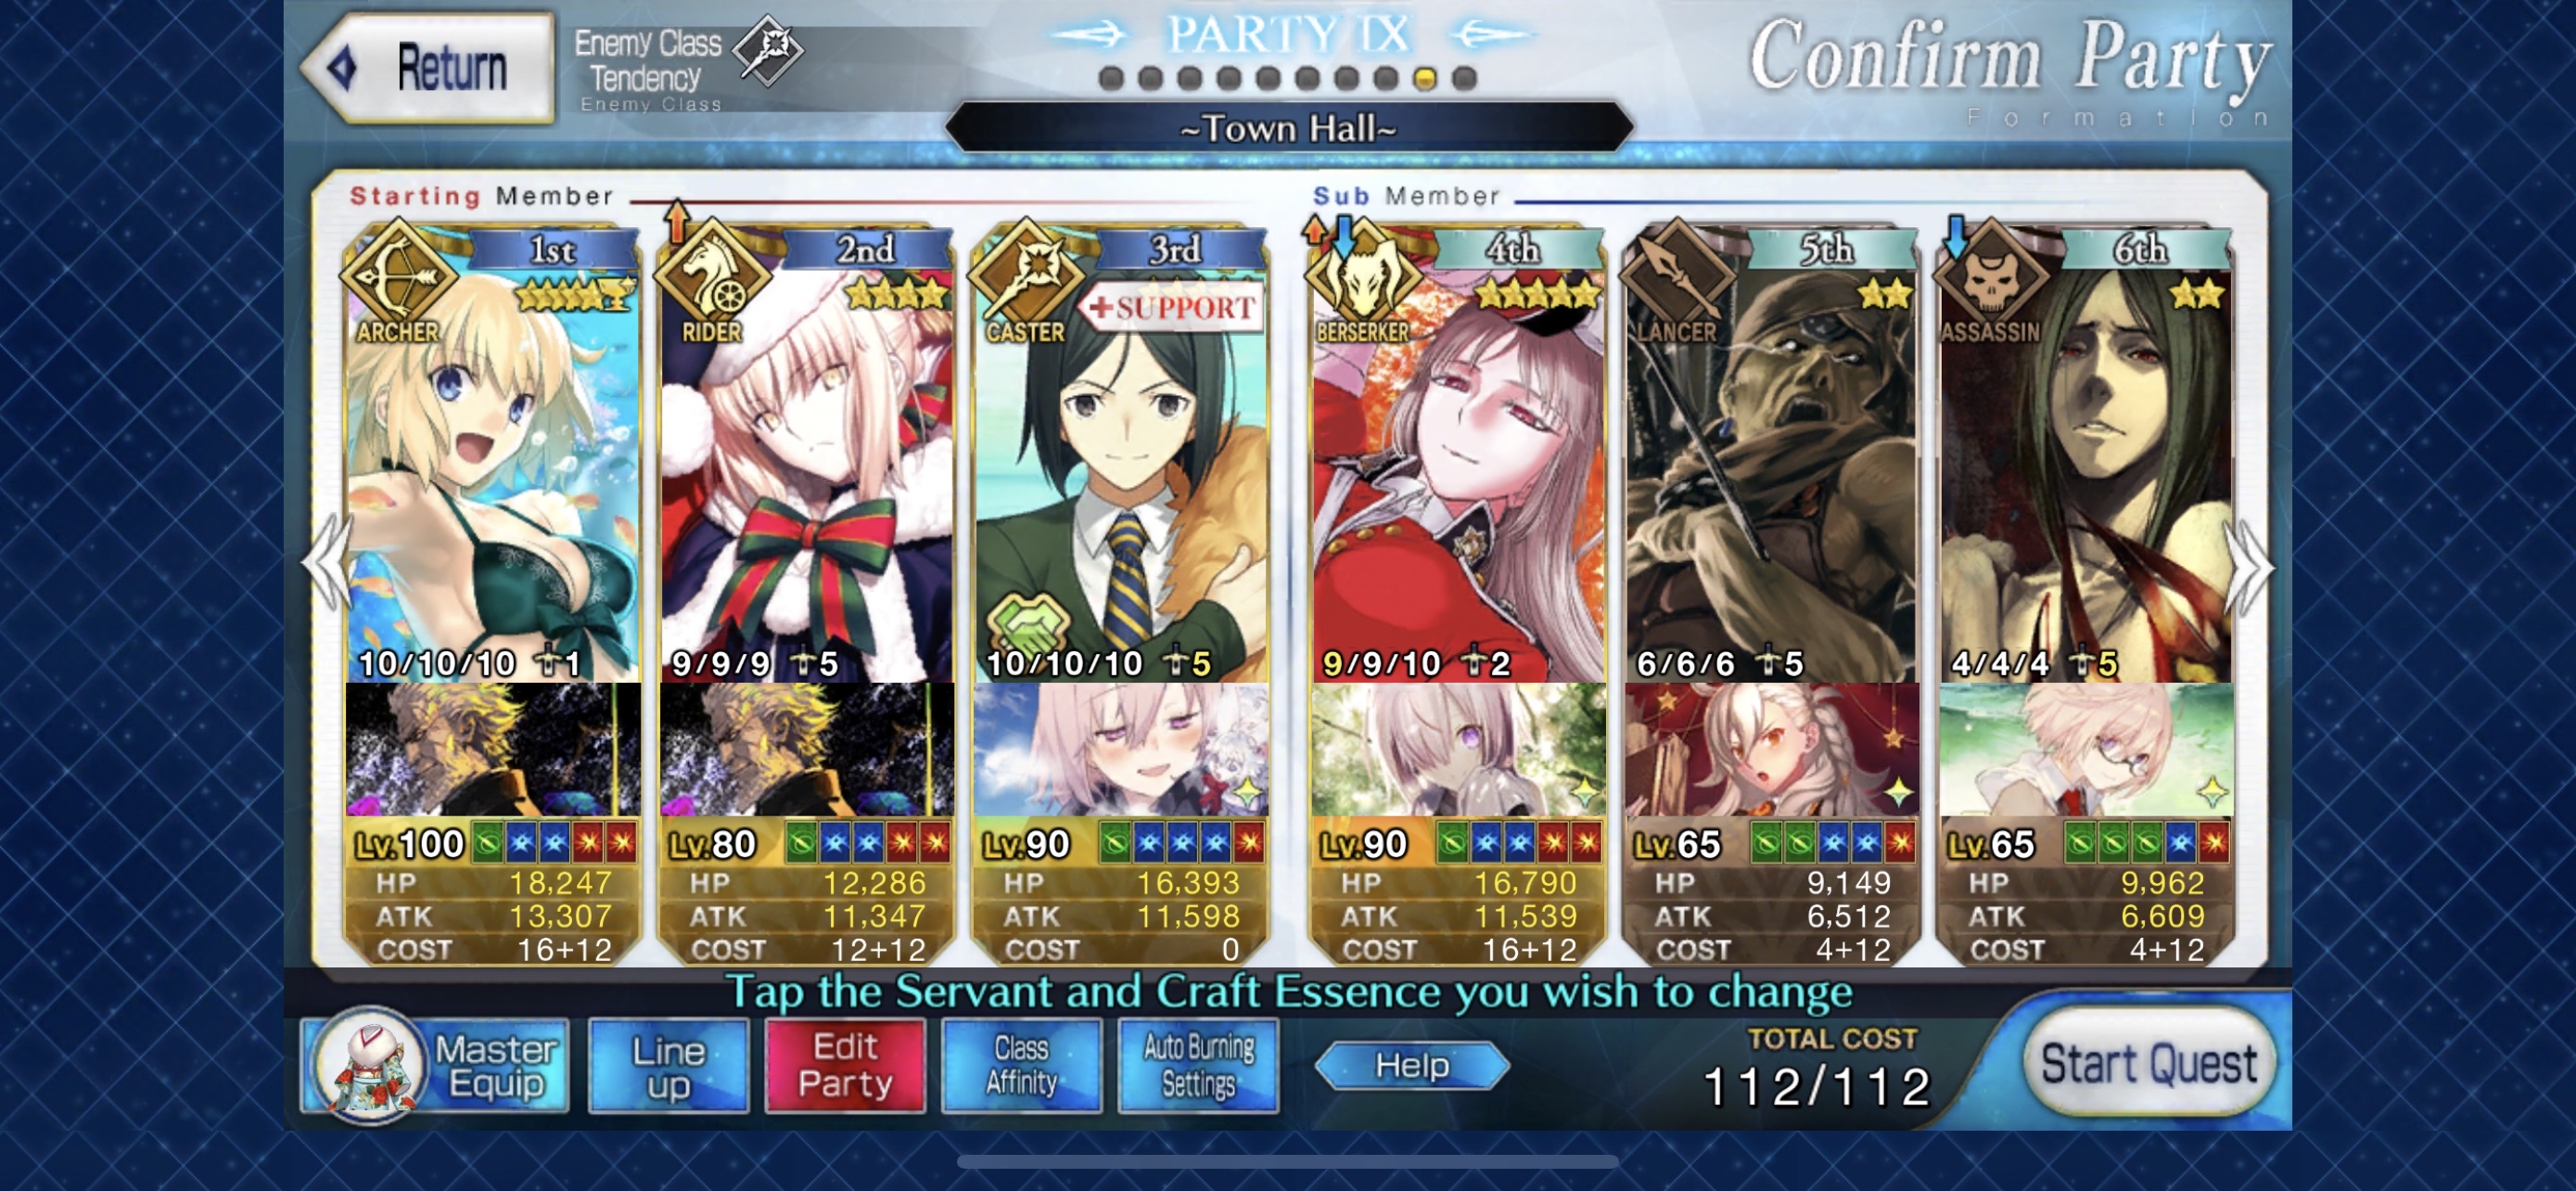 Return
Enemy Class
Tendency
Enemy Class
PARTY IX
Confirm Party
Formation
~Town Hall~
Starting Member
Sub Member
1st
ARCHER
10/10/10 1
Lv.100
HP 18,247
ATK 13,307
COST 16+12
2nd
RIDER
9/9/9 5
Lv.80
HP 12,286
ATK 11,347
COST 12+12
3rd
+SUPPORT
CASTER
10/10/10 5
Lv.90
HP 16,393
ATK 11,598
COST 0
4th
BERSERKER
9/9/10 2
Lv.90
HP 16,790
ATK 11,539
COST 16+12
5th
LANCER
6/6/6 5
Lv.65
HP 9,149
ATK 6,512
COST 4+12
6th
ASSASSIN
4/4/4 5
Lv.65
HP 9,962
ATK 6,609
COST 4+12
Tap the Servant and Craft Essence you wish to change
Master
Equip
Line
up
Edit
Party
Class
Affinity
Auto Burning
Settings
Help
TOTAL COST
112/112
Start Quest